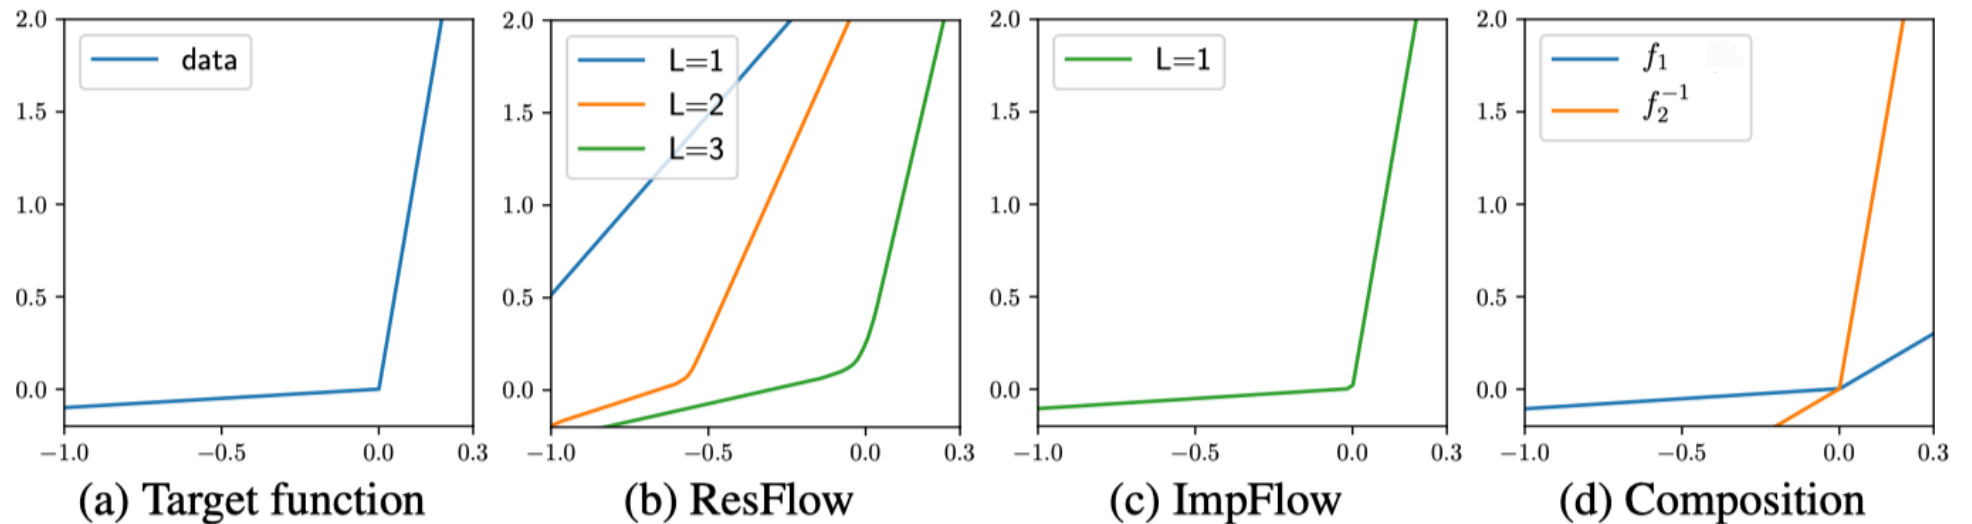 2.0
1.5
1.0
0.5
0.0
−1.0 −0.5 0.0 0.3
data
(a) Target function
2.0
1.5
1.0
0.5
0.0
−1.0 −0.5 0.0 0.3
L=1
L=2
L=3
(b) ResFlow
2.0
1.5
1.0
0.5
0.0
−1.0 −0.5 0.0 0.3
L=1
(c) ImpFlow
2.0
1.5
1.0
0.5
0.0
−1.0 −0.5 0.0 0.3
f₁
f₂⁻¹
(d) Composition